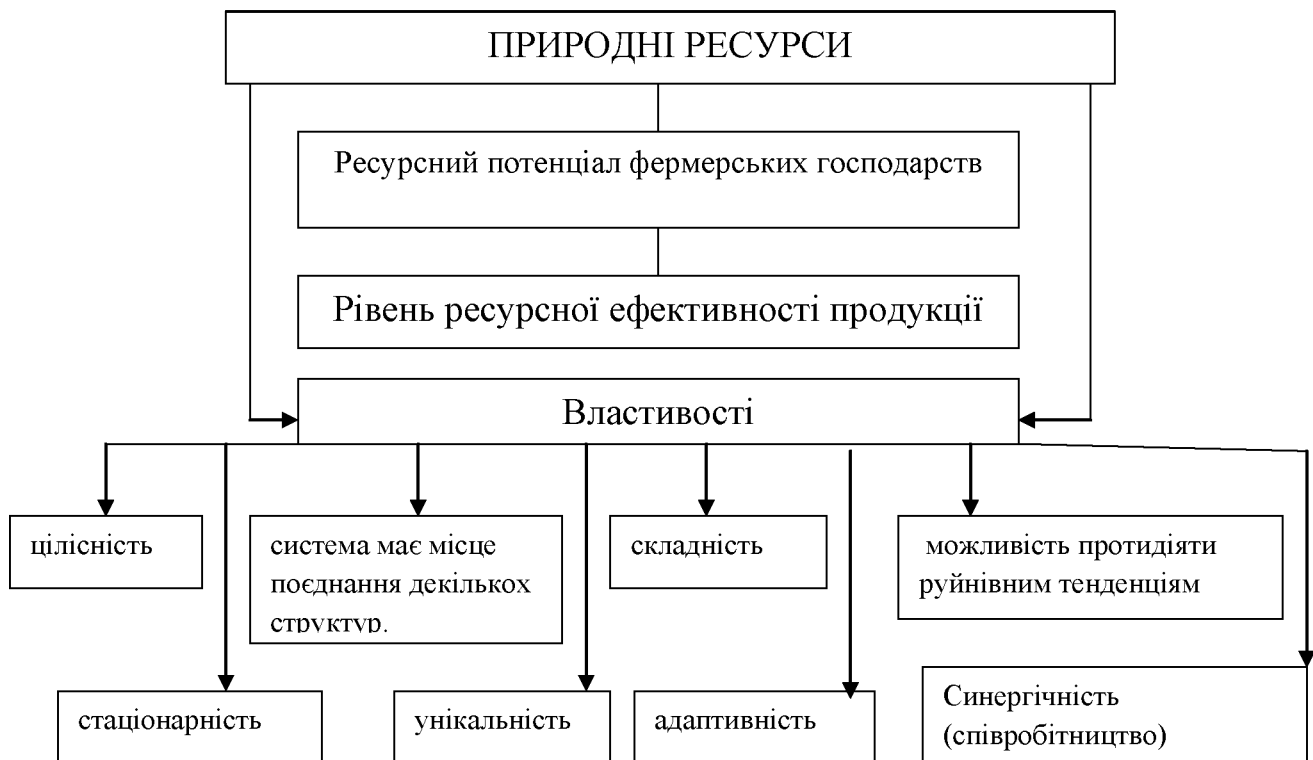 ПРИРОДНІ РЕСУРСИ
Ресурсний потенціал фермерських господарств
Рівень ресурсної ефективності продукції
Властивості
цілісність
система має місце
поєднання декількох
структур.
складність
можливість протидіяти
руйнівним тенденціям
стаціонарність
унікальність
адаптивність
Синергічність
(співробітництво)